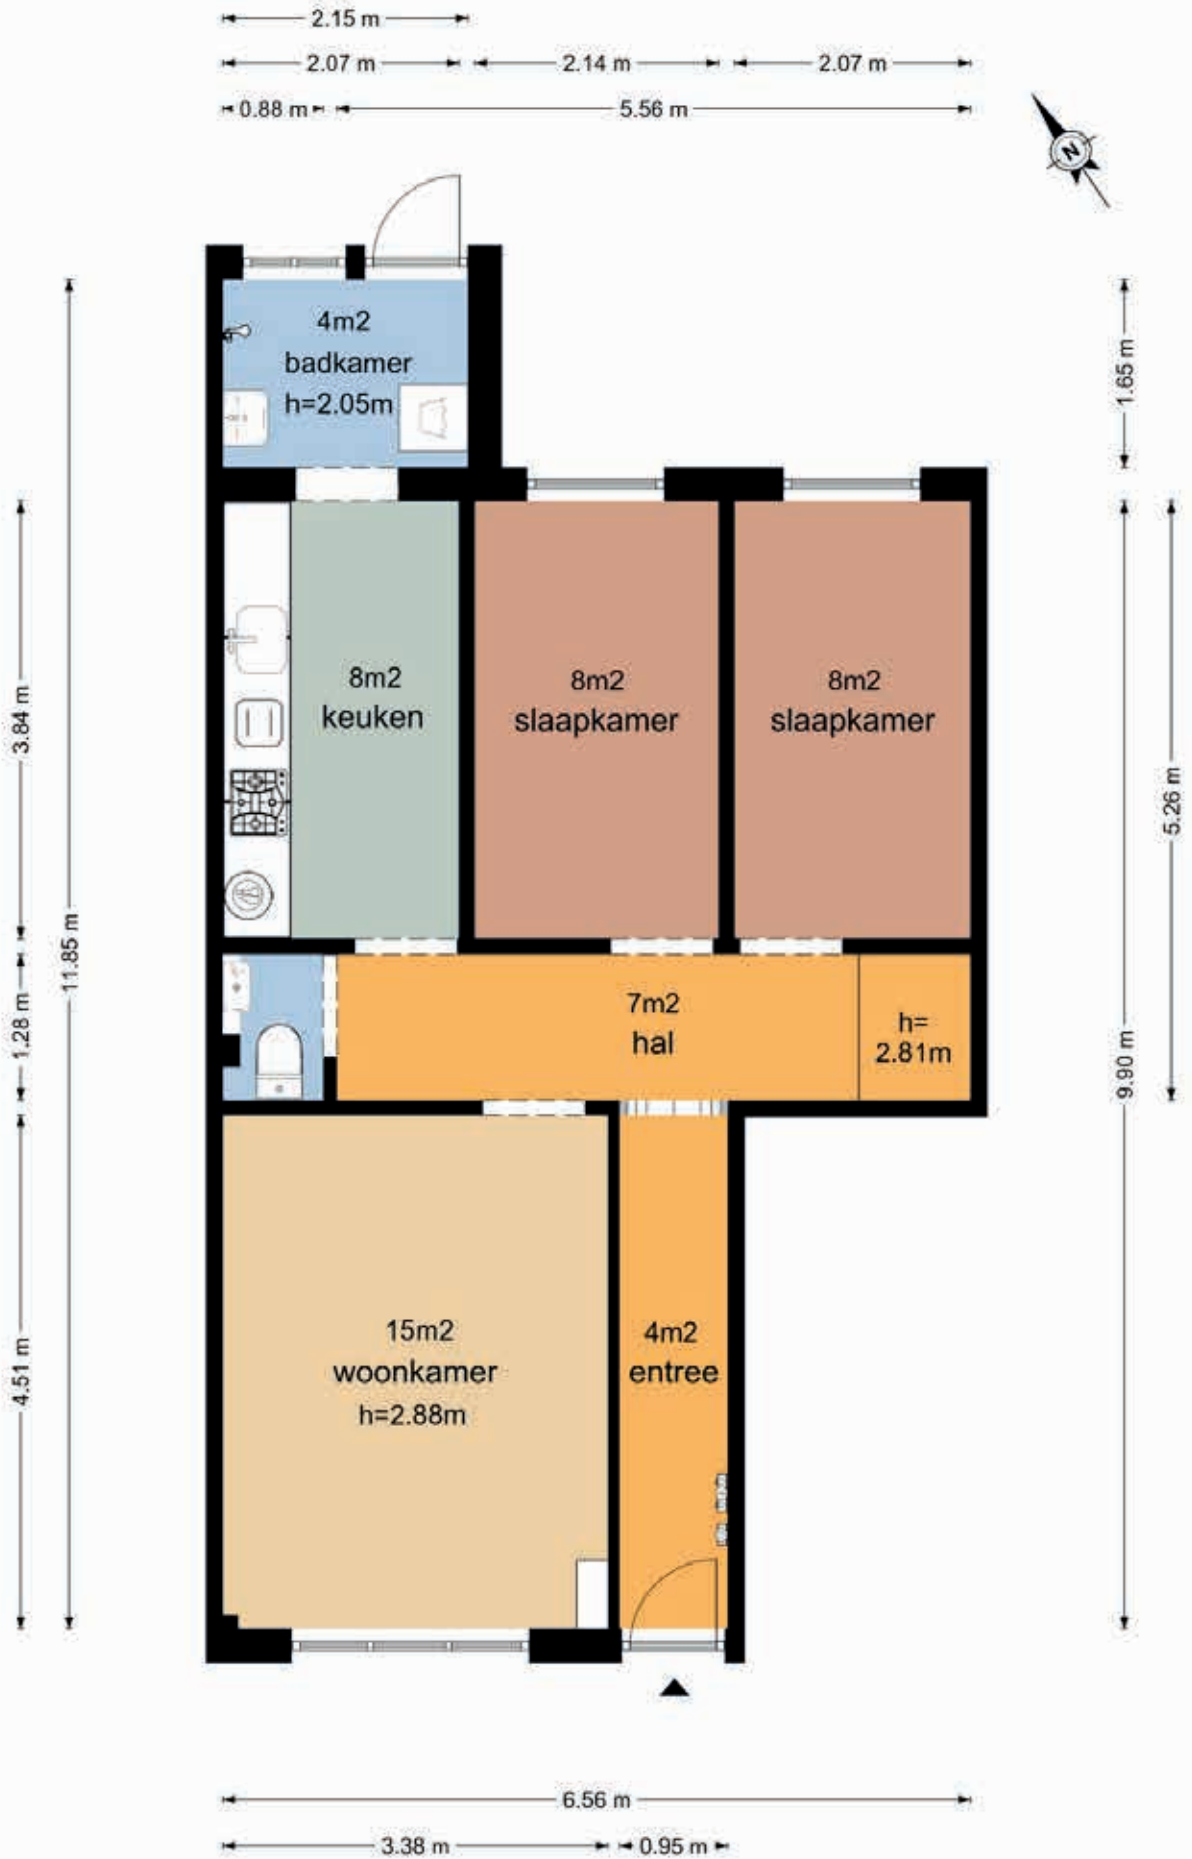 2.15 m
2.07 m
2.14 m
2.07 m
0.88 m
5.56 m
N
4m2
badkamer
h=2.05m
1.65 m
8m2
keuken
8m2
slaapkamer
8m2
slaapkamer
3.84 m
5.26 m
11.85 m
1.28 m
7m2
hal
h=
2.81m
9.90 m
15m2
woonkamer
h=2.88m
4m2
entree
4.51 m
6.56 m
3.38 m
0.95 m